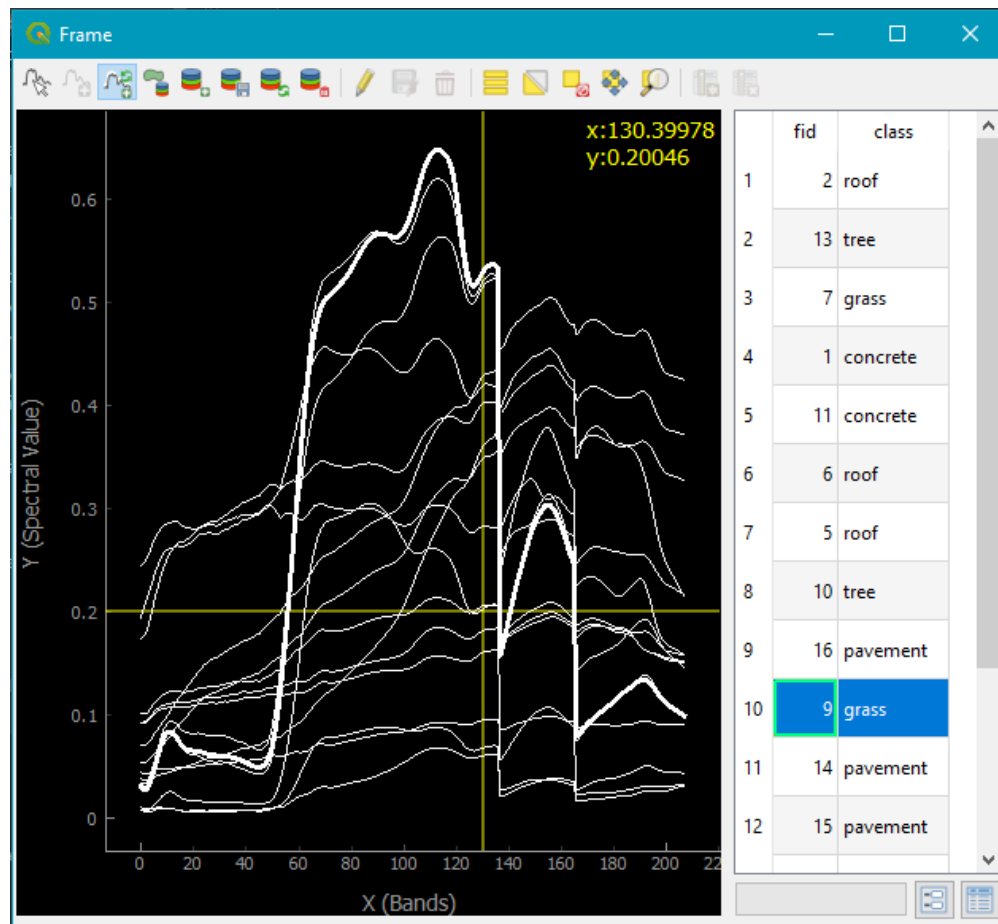 Frame
x:130.39978
y:0.20046
0.6
0.5
0.4
0.3
0.2
0.1
0
Y (Spectral Value)
0 20 40 60 80 100 120 140 160 180 200 22
X (Bands)
fid class
1 2 roof
2 13 tree
3 7 grass
4 1 concrete
5 11 concrete
6 6 roof
7 5 roof
8 10 tree
9 16 pavement
10 9 grass
11 14 pavement
12 15 pavement